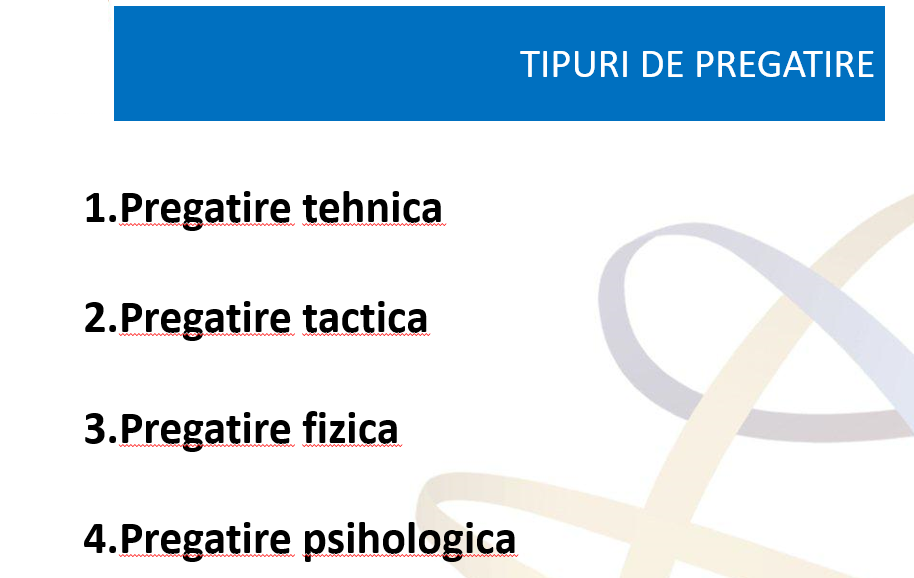 TIPURI DE PREGATIRE
1.Pregatire tehnica
2.Pregatire tactica
3.Pregatire fizica
4.Pregatire psihologica